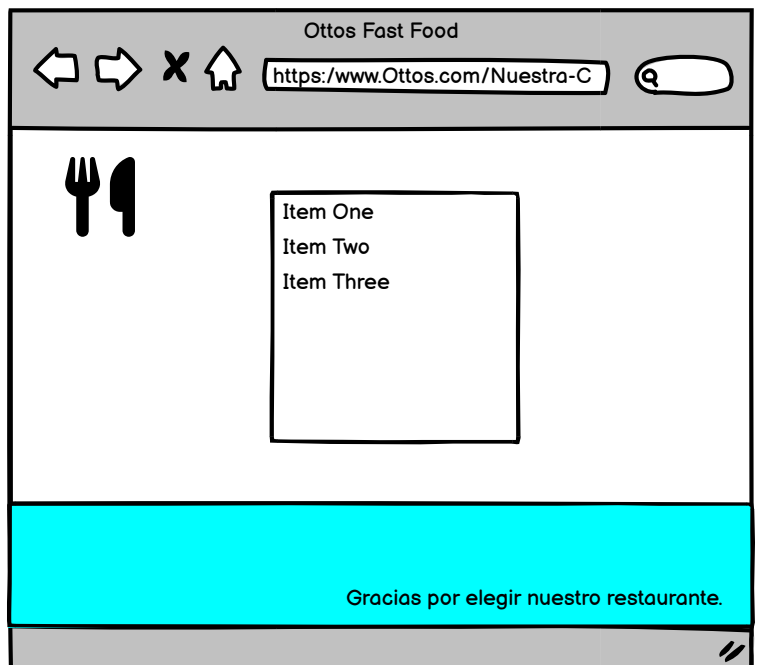 Ottos Fast Food
https:/www.Ottos.com/Nuestra-C
Item One
Item Two
Item Three
Gracias por elegir nuestro restaurante.